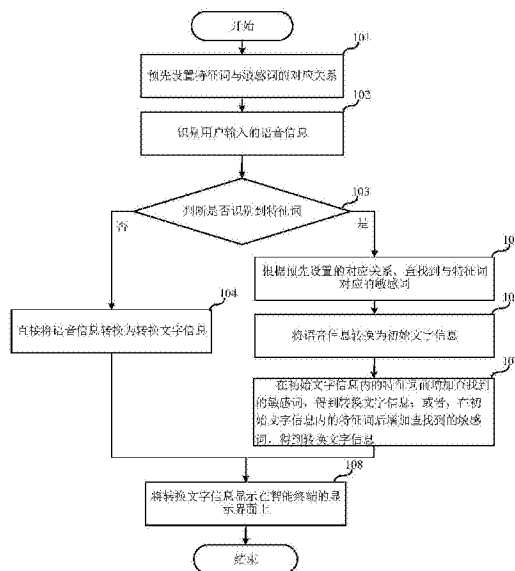 开始
101
预先设置特征词与敏感词的对应关系
102
识别用户输入的语音信息
103
判断是否识别到特征词
否
是
10
根据预先设置的对应关系、查找到与特征词
对应的敏感词
104
直接将语音信息转换为转换文字信息
10
将语音信息转换为初始文字信息
10
在初始文字信息内的特征词前增加查找到
的敏感词，得到转换文字信息；或者，在初
始文字信息内的特征词后增加查找到的敏感
词，得到转换文字信息
108
将转换文字信息显示在智能终端的显
示界面上
结束